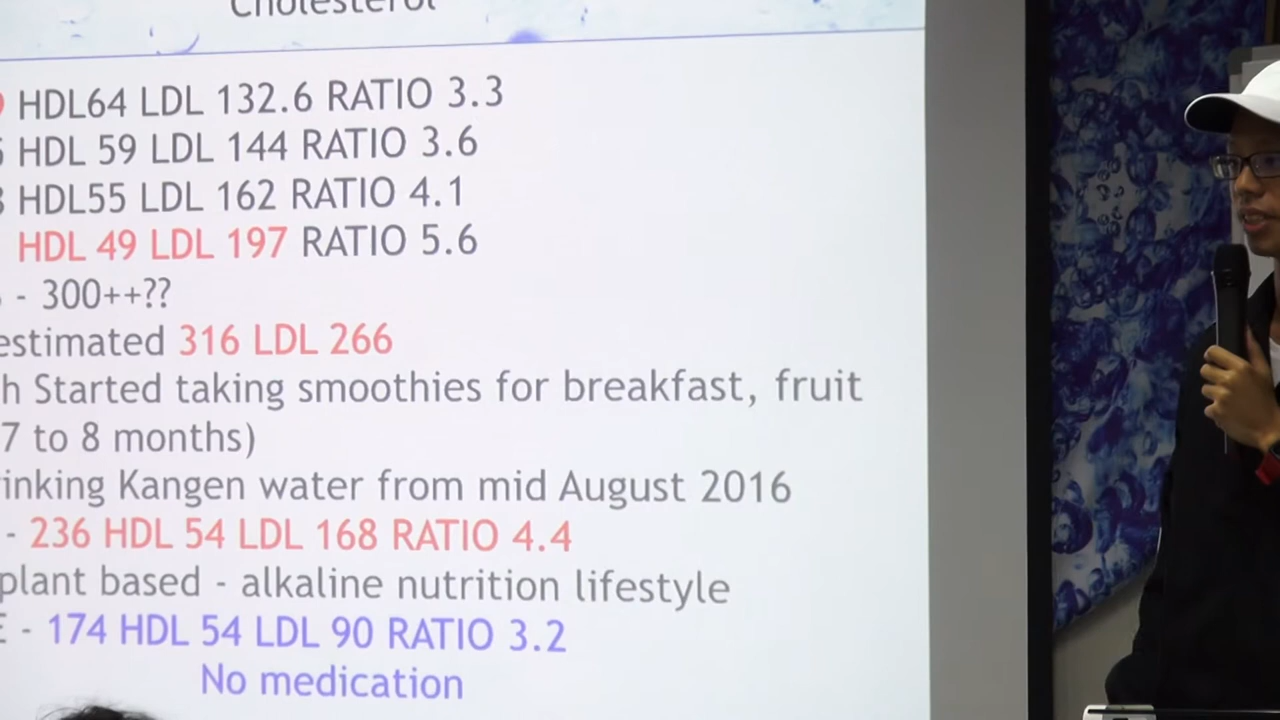 Cholesterol
HDL64 LDL 132.6 RATIO 3.3
HDL 59 LDL 144 RATIO 3.6
HDL55 LDL 162 RATIO 4.1
HDL 49 LDL 197 RATIO 5.6
- 300++??
estimated 316 LDL 266
h Started taking smoothies for breakfast, fruit
7 to 8 months)
inking Kangen water from mid August 2016
- 236 HDL 54 LDL 168 RATIO 4.4
plant based - alkaline nutrition lifestyle
E - 174 HDL 54 LDL 90 RATIO 3.2
No medication